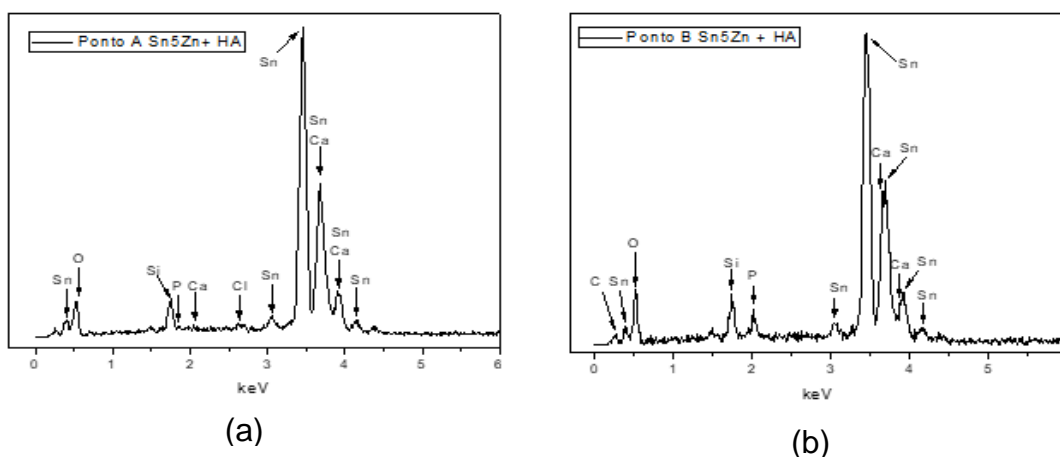 Ponto A Sn5Zn+ HA
Sn
Sn
Ca
Sn
Ca
O
Sn
Si
P
Ca
Cl
Sn
Sn
0 1 2 3 4 5 6
keV
(a)
Ponto B Sn5Zn + HA
Sn
Ca
Sn
O
C
Sn
Si
P
Sn
Ca
Sn
Sn
0 1 2 3 4 5
keV
(b)